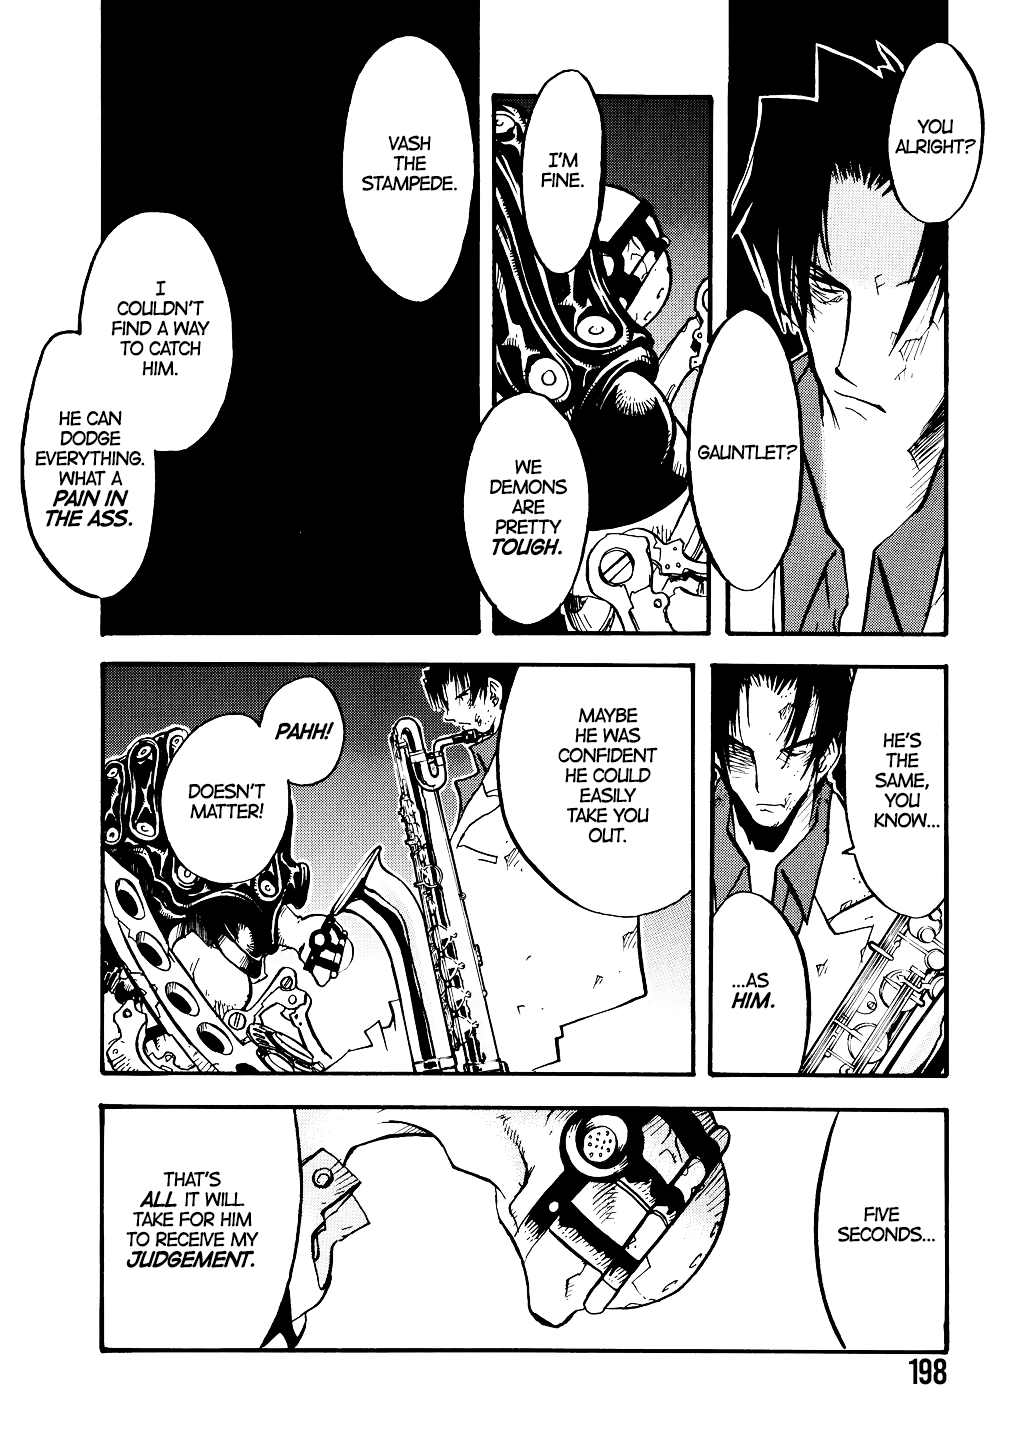 YOU
ALRIGHT?
GAUNTLET?
I'M
FINE.
WE
DEMONS
ARE
PRETTY
TOUGH.
VASH
THE
STAMPEDE.
I
COULDN'T
FIND A WAY
TO CATCH
HIM.
HE CAN
DODGE
EVERYTHING.
WHAT A
PAIN IN
THE ASS.
HE'S
THE
SAME,
YOU
KNOW...
...AS
HIM.
MAYBE
HE WAS
CONFIDENT
HE COULD
EASILY
TAKE YOU
OUT.
PAHH!
DOESN'T
MATTER!
FIVE
SECONDS...
THAT'S
ALL IT WILL
TAKE FOR HIM
TO RECEIVE MY
JUDGEMENT.
198